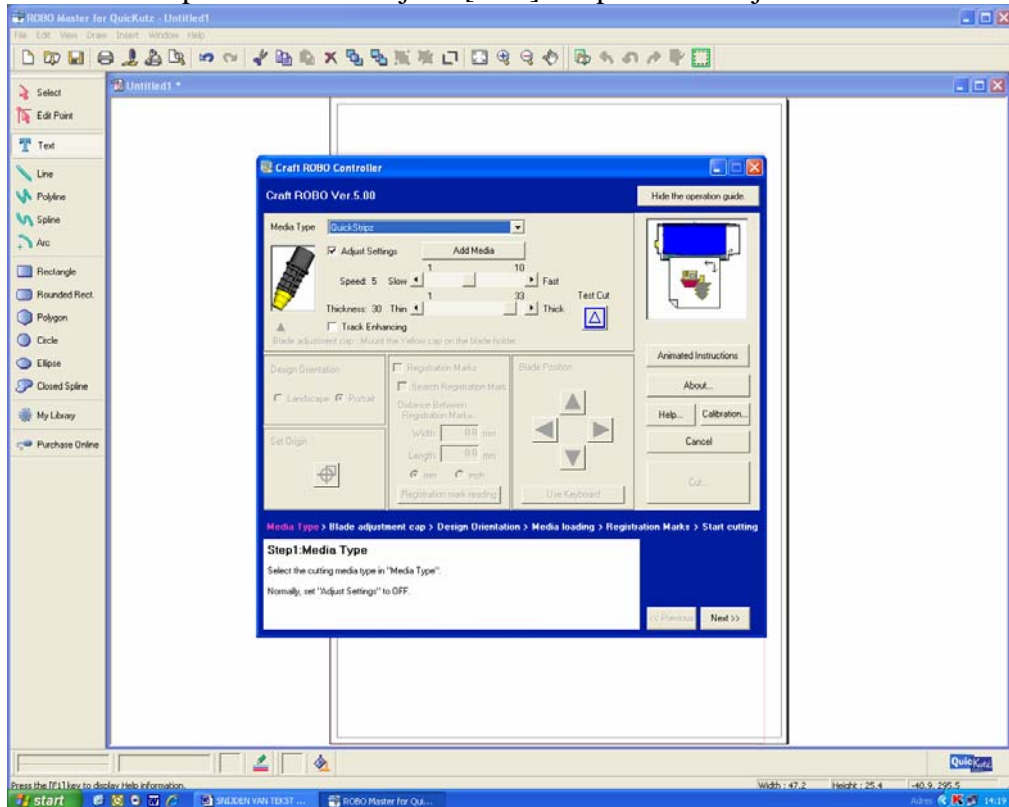 ROBO Master for QuicKutz - Untitled1
File Edit View Draw Insert Window Help
Untitled1 *
Select
Edit Point
Text
Line
Polyline
Spline
Arc
Rectangle
Rounded Rect.
Polygon
Circle
Ellipse
Closed Spline
My Library
Purchase Online
Craft ROBO Controller
Craft ROBO Ver.5.00
Hide the operation guide.
Media Type QuickStripz
Adjust Settings Add Media
1 10
Speed: 5 Slow Fast
1 33
Thickness: 30 Thin Thick
Test Cut
Track Enhancing
Blade adjustment cap : Mount the Yellow cap on the blade holder.
Design Orientation
Landscape Portrait
Set Origin
Registration Marks
Search Registration Mark
Distance Between
Registration Marks
Width 0.0 mm
Length 0.0 mm
mm inch
Registration mark reading
Blade Position
Use Keyboard
Animated Instructions
About...
Help... Calibration...
Cancel
Cut...
Media Type > Blade adjustment cap > Design Orientation > Media loading > Registration Marks > Start cutting
Step1:Media Type
Select the cutting media type in "Media Type".
Normally, set "Adjust Settings" to OFF.
<< Previous Next >>
QuicKutz
Press the [F1] key to display Help information.
Width : 47.2 Height : 25.4 -40.9, 295.5
start
SNIJDEN VAN TEKST ...
ROBO Master for Qui...
Adres
14:19